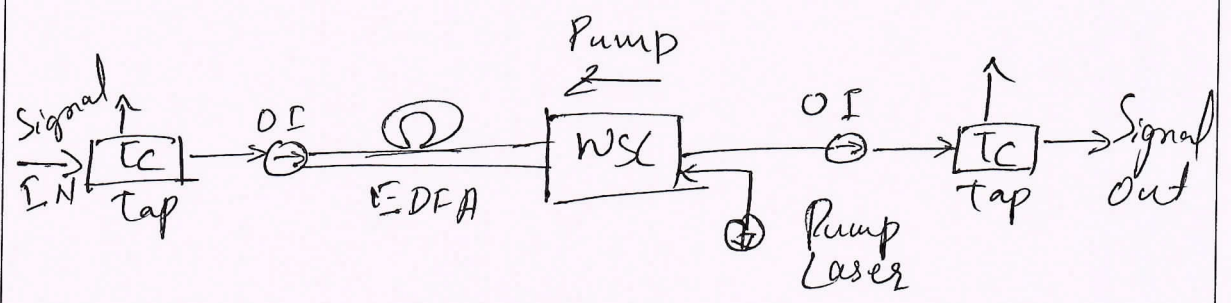 Signal
IN
TC
Tap
OI
EDFA
Pump
WSC
OI
Pump
Laser
TC
Tap
Signal
Out